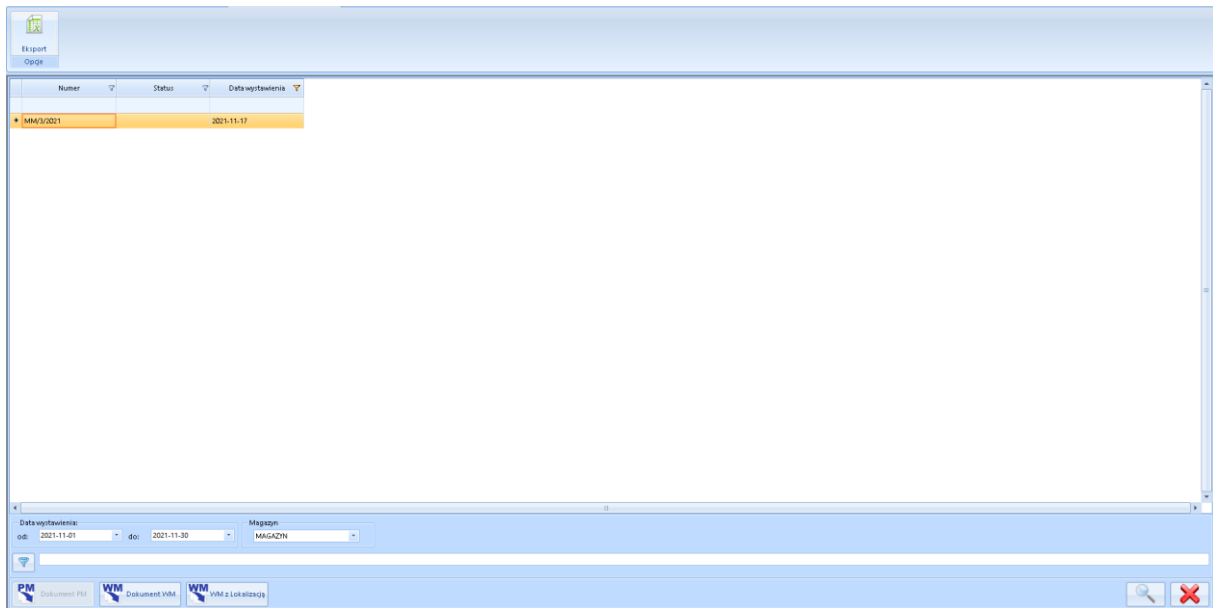 Eksport
Opcje
Numer Status Data wystawienia
MM/3/2021 2021-11-17
Data wystawienia: Magazyn
od: 2021-11-01 do: 2021-11-30 MAGAZYN
PM Dokument PM WM Dokument WM WM WM z Lokalizacją